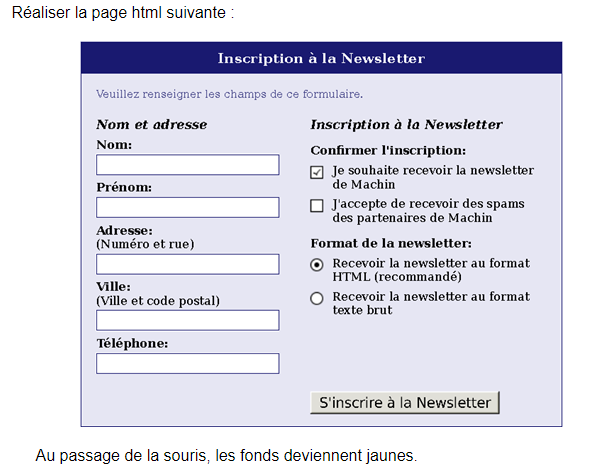 Réaliser la page html suivante :
Inscription à la Newsletter
Veuillez renseigner les champs de ce formulaire.
Nom et adresse
Nom:
Prénom:
Adresse:
(Numéro et rue)
Ville:
(Ville et code postal)
Téléphone:
Inscription à la Newsletter
Confirmer l'inscription:
Je souhaite recevoir la newsletter
de Machin
J'accepte de recevoir des spams
des partenaires de Machin
Format de la newsletter:
Recevoir la newsletter au format
HTML (recommandé)
Recevoir la newsletter au format
texte brut
S'inscrire à la Newsletter
Au passage de la souris, les fonds deviennent jaunes.